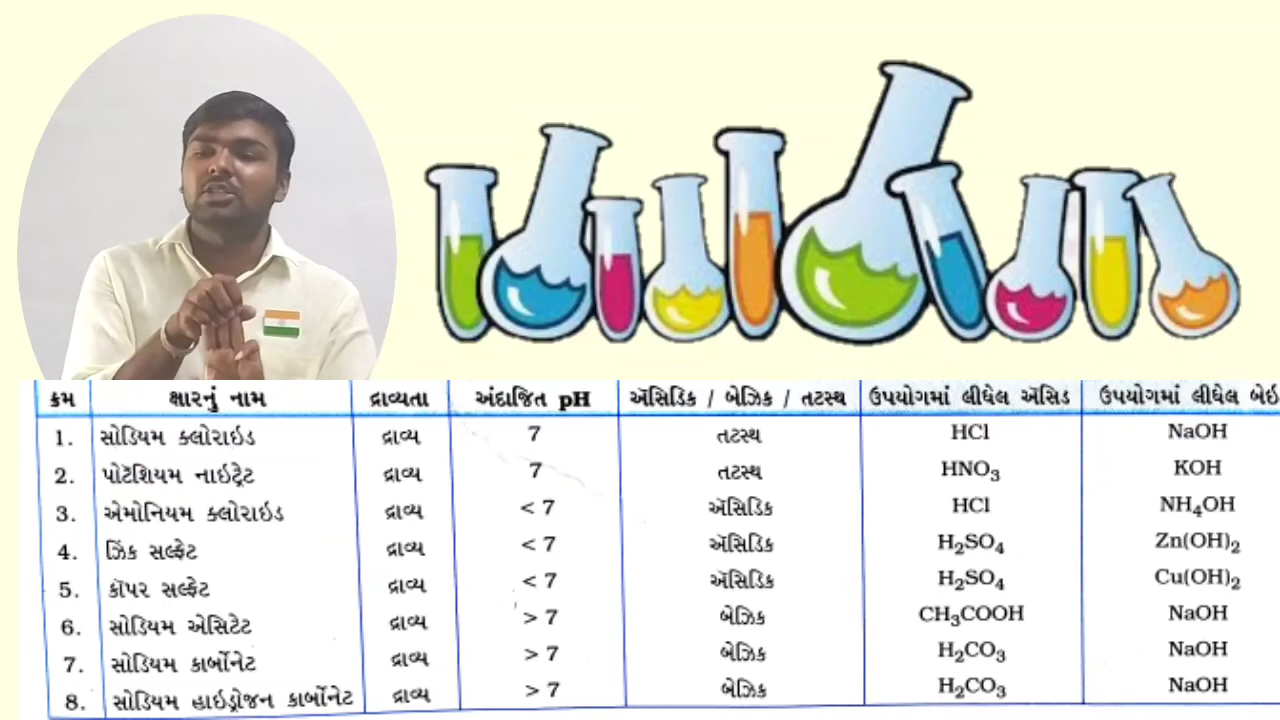 ક્રમ ક્ષારનું નામ દ્રાવ્યતા અંદાજિત pH ઍસિડિક / બેઝિક / તટસ્થ ઉપયોગમાં લીધેલ ઍસિડ ઉપયોગમાં લીધેલ
1. સોડિયમ ક્લોરાઇડ દ્રાવ્ય 7 તટસ્થ HCl NaOH
2. પોટૅશિયમ નાઇટ્રેટ દ્રાવ્ય 7 તટસ્થ HNO₃ KOH
3. એમોનિયમ ક્લોરાઇડ દ્રાવ્ય < 7 ઍસિડિક HCl NH₄OH
4. ઝિંક સલ્ફેટ દ્રાવ્ય < 7 ઍસિડિક H₂SO₄ Zn(OH)₂
5. કૉપર સલ્ફેટ દ્રાવ્ય < 7 ઍસિડિક H₂SO₄ Cu(OH)₂
6. સોડિયમ એસિટેટ દ્રાવ્ય > 7 બેઝિક CH₃COOH NaOH
7. સોડિયમ કાર્બોનેટ દ્રાવ્ય > 7 બેઝિક H₂CO₃ NaOH
8. સોડિયમ હાઇડ્રોજન કાર્બોનેટ દ્રાવ્ય > 7 બેઝિક H₂CO₃ NaOH